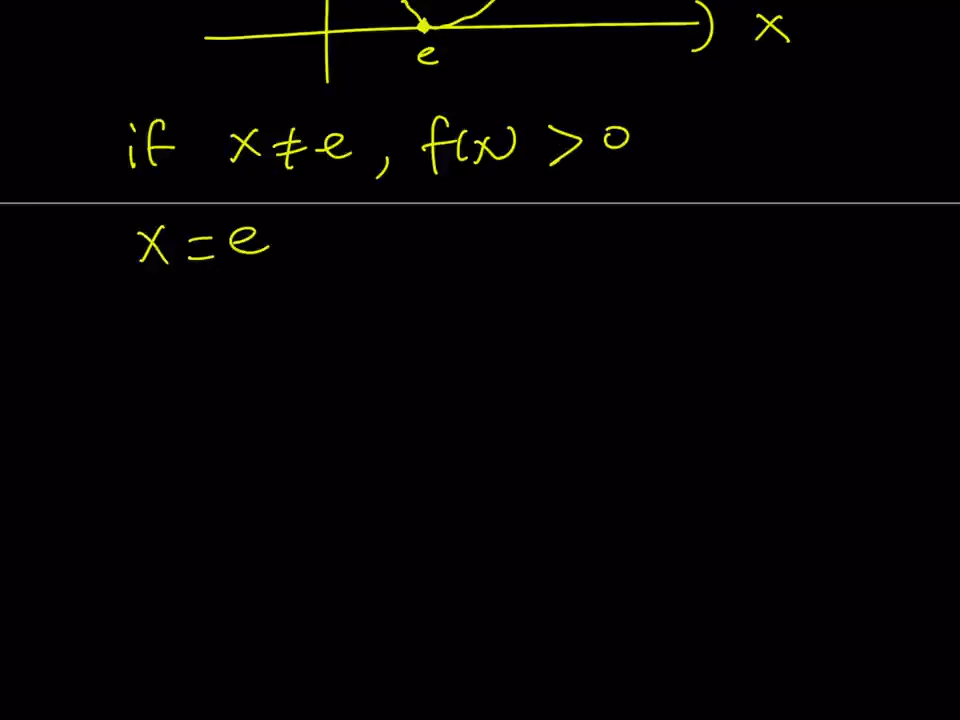 x
e
if x ≠ e, f(x) > 0
x = e